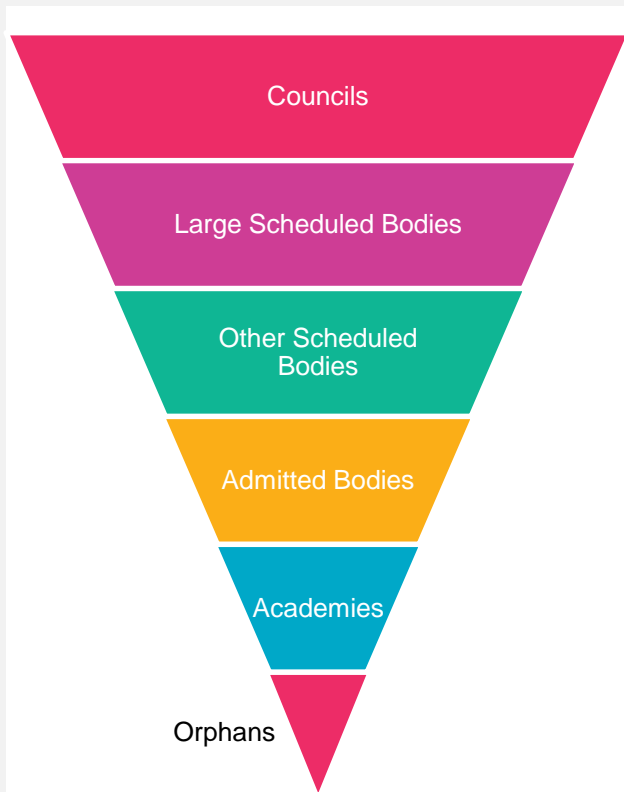 Councils
Large Scheduled Bodies
Other Scheduled
Bodies
Admitted Bodies
Academies
Orphans